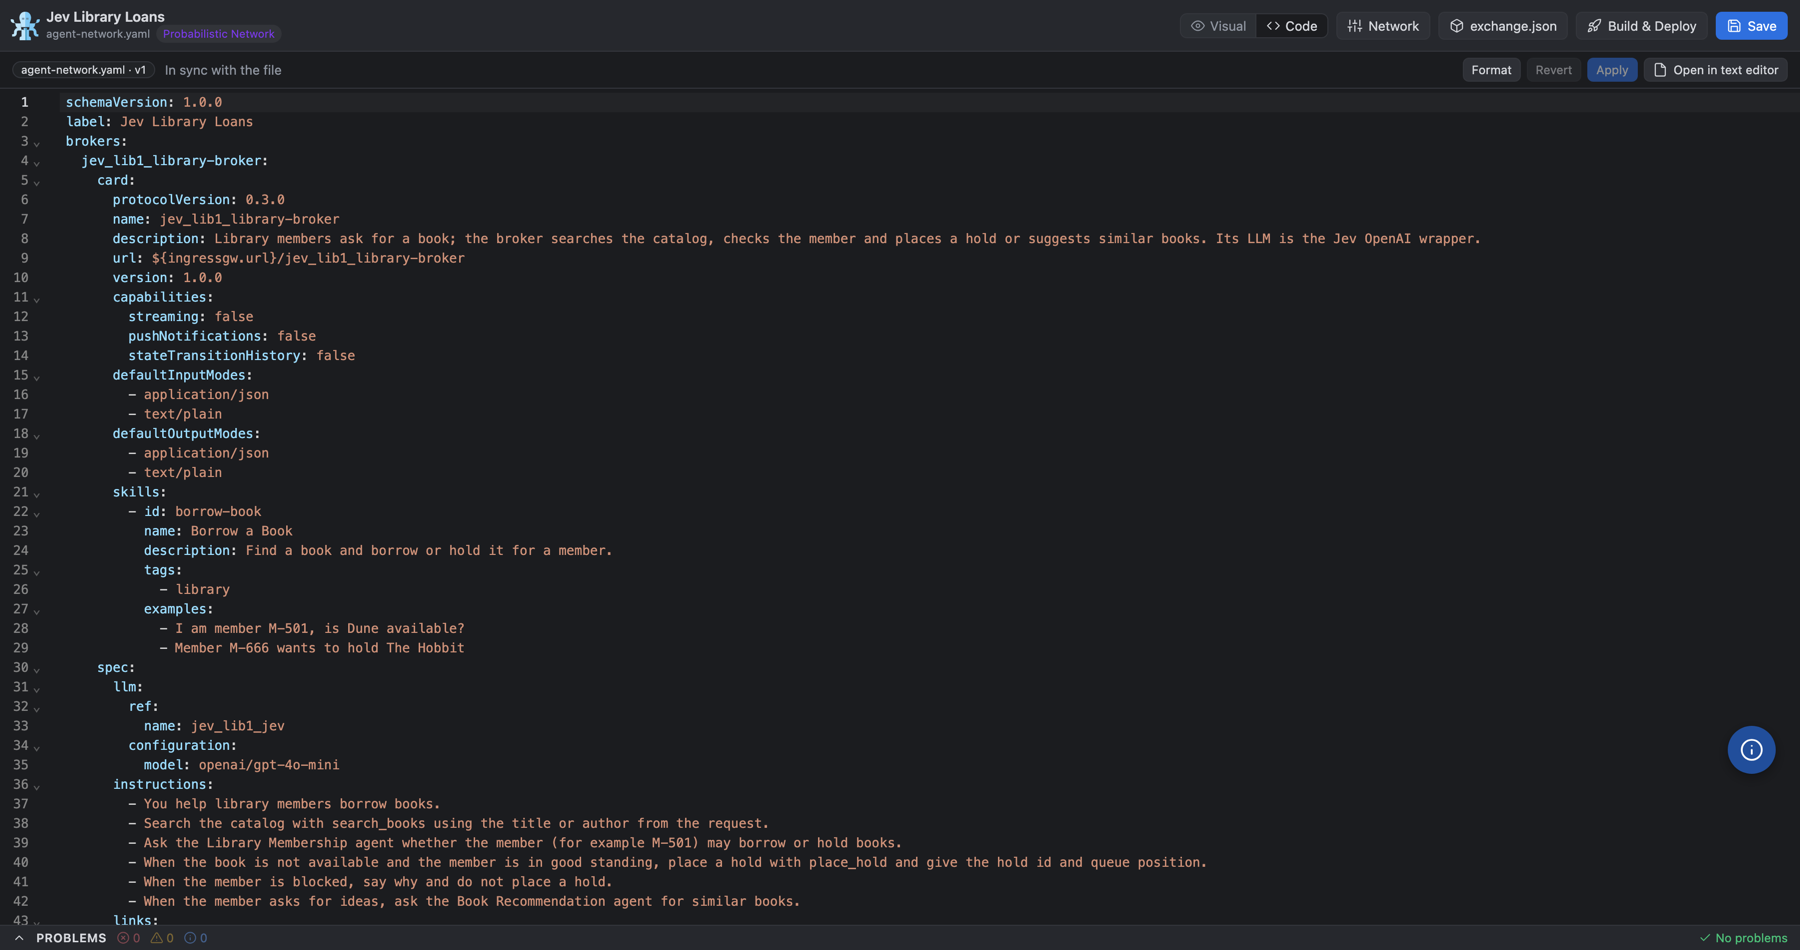 Jev Library Loans
agent-network.yaml Probabilistic Network
Visual Code Network exchange.json Build & Deploy Save
agent-network.yaml · v1 In sync with the file
Format Revert Apply Open in text editor
1 schemaVersion: 1.0.0
2 label: Jev Library Loans
3 brokers:
4 jev_lib1_library-broker:
5 card:
6 protocolVersion: 0.3.0
7 name: jev_lib1_library-broker
8 description: Library members ask for a book; the broker searches the catalog, checks the member and places a hold or suggests similar books. Its LLM is the Jev OpenAI wrapper.
9 url: ${ingressgw.url}/jev_lib1_library-broker
10 version: 1.0.0
11 capabilities:
12 streaming: false
13 pushNotifications: false
14 stateTransitionHistory: false
15 defaultInputModes:
16 - application/json
17 - text/plain
18 defaultOutputModes:
19 - application/json
20 - text/plain
21 skills:
22 - id: borrow-book
23 name: Borrow a Book
24 description: Find a book and borrow or hold it for a member.
25 tags:
26 - library
27 examples:
28 - I am member M-501, is Dune available?
29 - Member M-666 wants to hold The Hobbit
30 spec:
31 llm:
32 ref:
33 name: jev_lib1_jev
34 configuration:
35 model: openai/gpt-4o-mini
36 instructions:
37 - You help library members borrow books.
38 - Search the catalog with search_books using the title or author from the request.
39 - Ask the Library Membership agent whether the member (for example M-501) may borrow or hold books.
40 - When the book is not available and the member is in good standing, place a hold with place_hold and give the hold id and queue position.
41 - When the member is blocked, say why and do not place a hold.
42 - When the member asks for ideas, ask the Book Recommendation agent for similar books.
43 links:
PROBLEMS 0 0 0 No problems